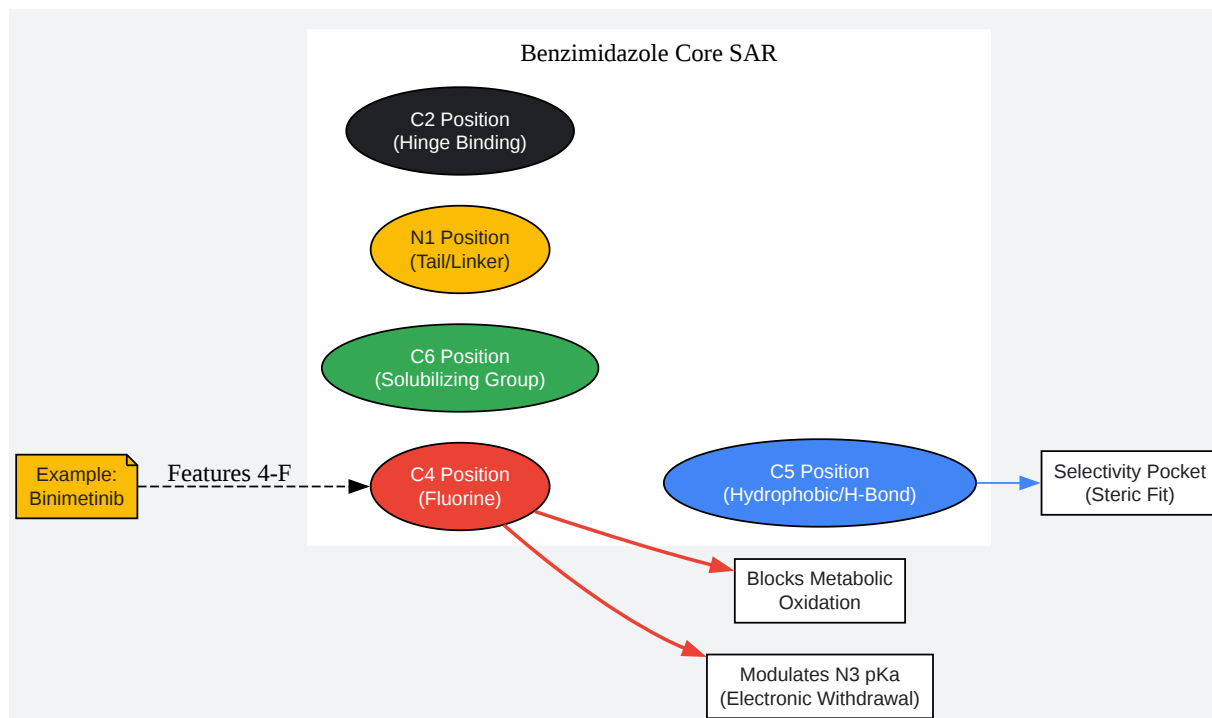 Benzimidazole Core SAR
C2 Position
(Hinge Binding)
N1 Position
(Tail/Linker)
C6 Position
(Solubilizing Group)
Example:
Binimetinib
Features 4-F
C4 Position
(Fluorine)
C5 Position
(Hydrophobic/H-Bond)
Selectivity Pocket
(Steric Fit)
Blocks Metabolic
Oxidation
Modulates N3 pKa
(Electronic Withdrawal)